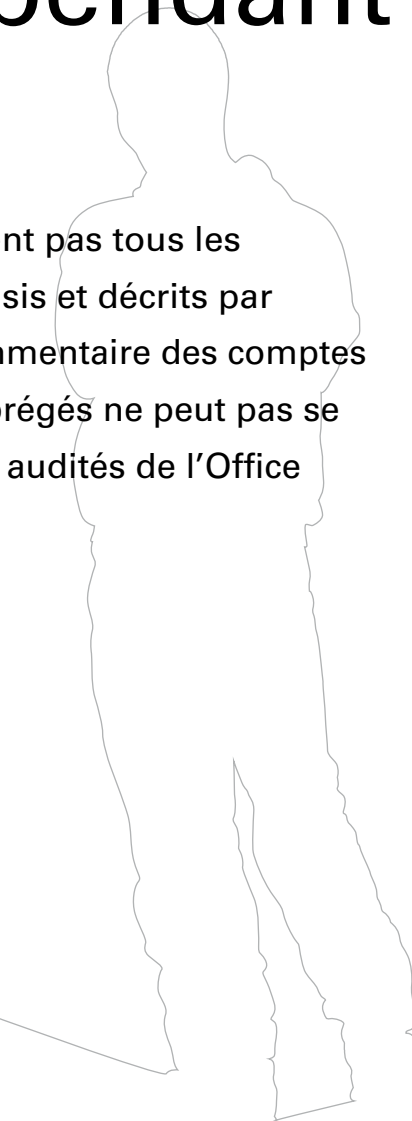 pendant
nt pas tous les
sis et décrits par
mentaire des comptes
régés ne peut pas se
audités de l’Office